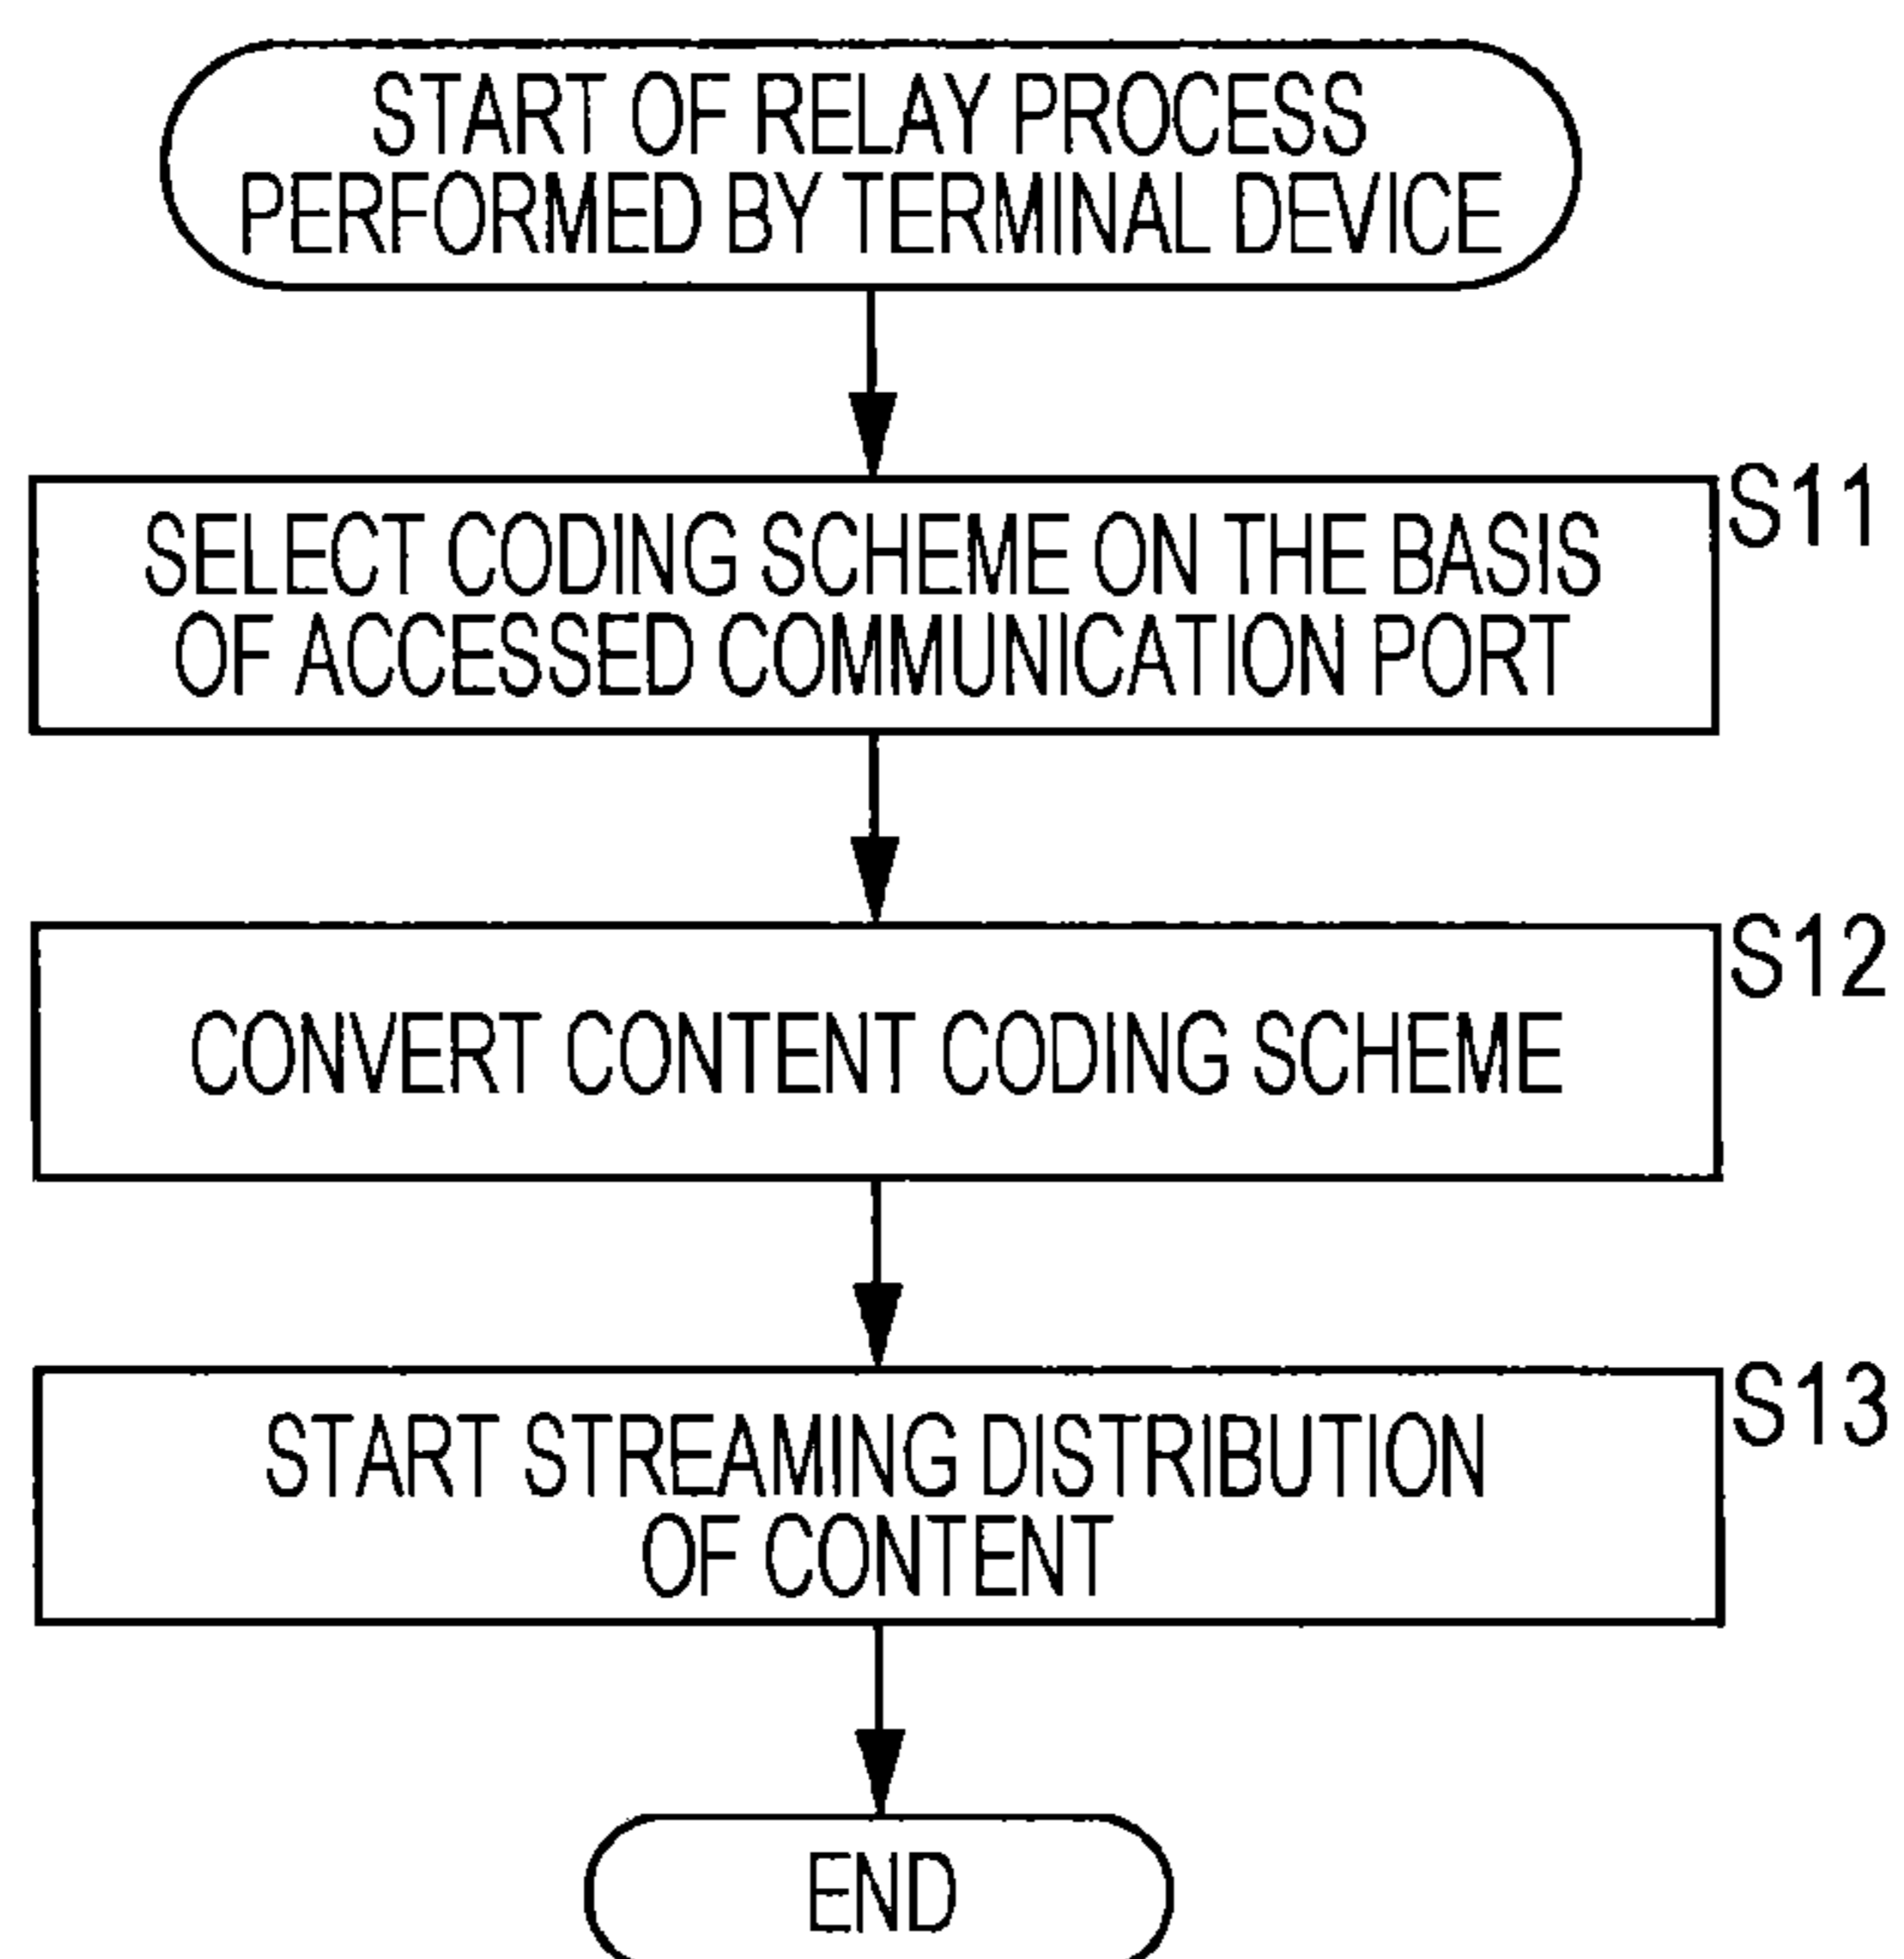 START OF RELAY PROCESS
PERFORMED BY TERMINAL DEVICE
S11
SELECT CODING SCHEME ON THE BASIS
OF ACCESSED COMMUNICATION PORT
S12
CONVERT CONTENT CODING SCHEME
S13
START STREAMING DISTRIBUTION
OF CONTENT
END